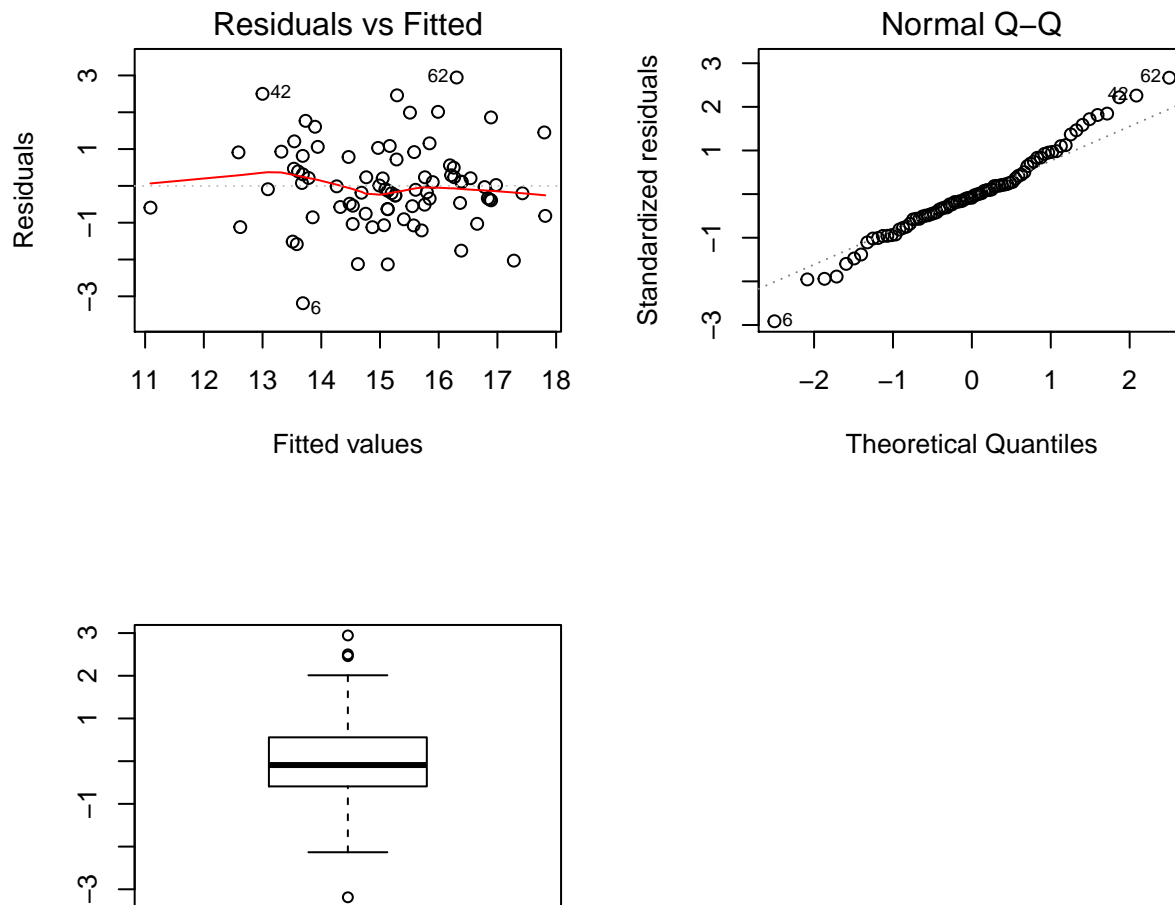 Residuals vs Fitted
Residuals
3
1
−1
−3
42
62
6
11 12 13 14 15 16 17 18
Fitted values
Normal Q−Q
Standardized residuals
3
2
1
−1
−3
62
42
6
−2 −1 0 1 2
Theoretical Quantiles
3
2
1
−1
−3